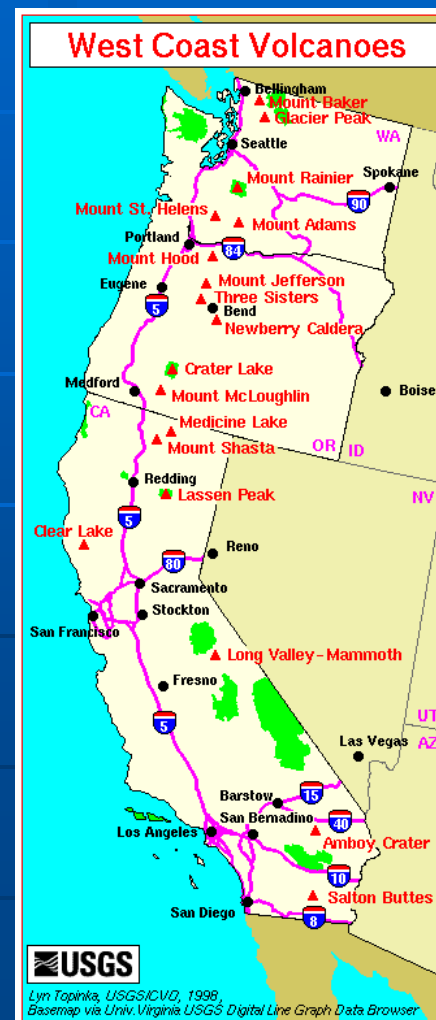 West Coast Volcanoes
Bellingham
Mount Baker
Glacier Peak
WA
Seattle
Spokane
Mount Rainier
90
Mount St. Helens
Mount Adams
Portland
84
Mount Hood
Mount Jefferson
Eugene
Three Sisters
5
Bend
Newberry Caldera
Crater Lake
Medford
Mount McLoughlin
Boise
CA
Medicine Lake
Mount Shasta
OR
ID
Redding
NV
Lassen Peak
5
Clear Lake
Reno
80
Sacramento
Stockton
San Francisco
Long Valley-Mammoth
Fresno
5
UT
AZ
Las Vegas
Barstow
15
San Bernadino
40
Los Angeles
Amboy Crater
10
Salton Buttes
San Diego
8
USGS
Lyn Topinka, USGS/CVO, 1998,
Basemap via Univ.Virginia USGS Digital Line Graph Data Browser